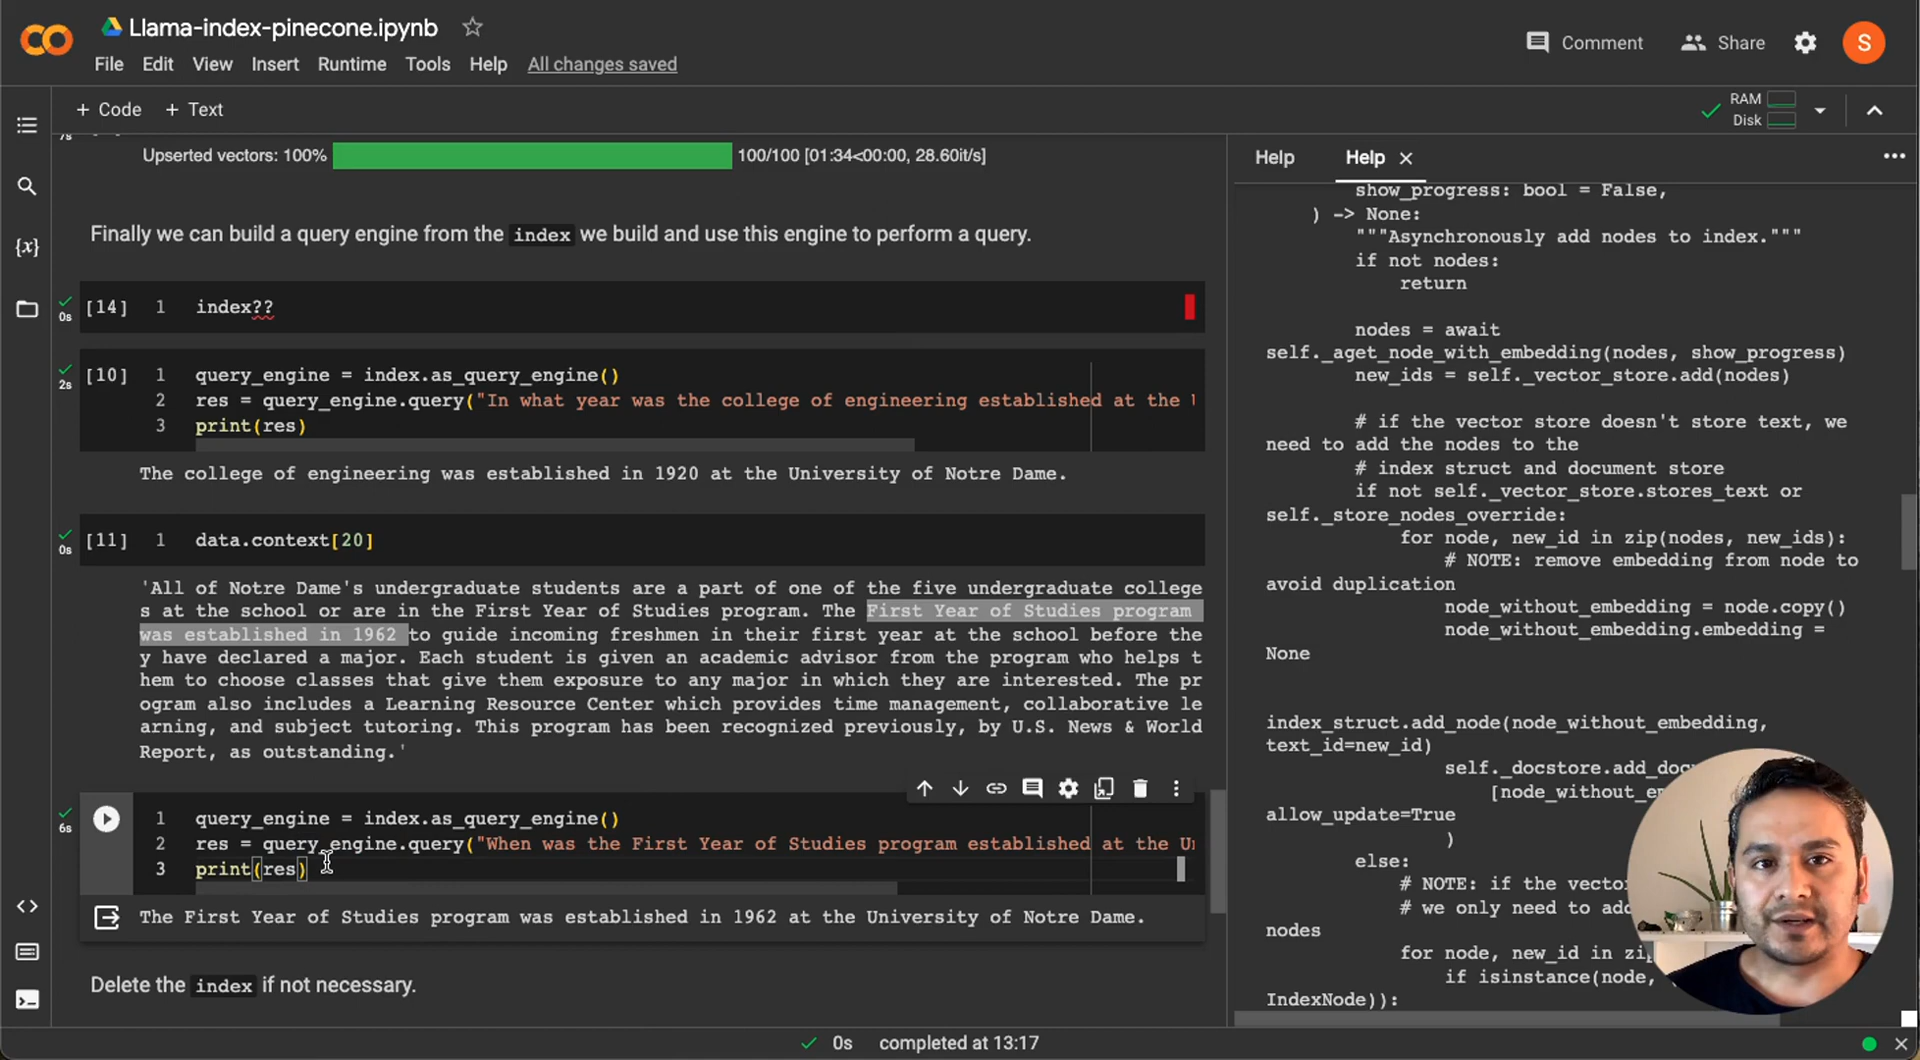 Llama-index-pinecone.ipynb
Comment
Share
S
File Edit View Insert Runtime Tools Help All changes saved
+ Code + Text
RAM
Disk
Upserted vectors: 100% 100/100 [01:34<00:00, 28.60it/s]
Finally we can build a query engine from the index we build and use this engine to perform a query.
0s
[14] 1 index??
2s
[10] 1 query_engine = index.as_query_engine()
2 res = query_engine.query("In what year was the college of engineering established at the
3 print(res)
The college of engineering was established in 1920 at the University of Notre Dame.
0s
[11] 1 data.context[20]
'All of Notre Dame's undergraduate students are a part of one of the five undergraduate college
s at the school or are in the First Year of Studies program. The First Year of Studies program
was established in 1962 to guide incoming freshmen in their first year at the school before the
y have declared a major. Each student is given an academic advisor from the program who helps t
hem to choose classes that give them exposure to any major in which they are interested. The pr
ogram also includes a Learning Resource Center which provides time management, collaborative le
arning, and subject tutoring. This program has been recognized previously, by U.S. News & World
Report, as outstanding.'
6s
1 query_engine = index.as_query_engine()
2 res = query_engine.query("When was the First Year of Studies program established at the
3 print(res)
The First Year of Studies program was established in 1962 at the University of Notre Dame.
Delete the index if not necessary.
Help Help
show_progress: bool = False,
) -> None:
"""Asynchronously add nodes to index."""
if not nodes:
return
nodes = await
self._aget_node_with_embedding(nodes, show_progress)
new_ids = self._vector_store.add(nodes)
# if the vector store doesn't store text, we
need to add the nodes to the
# index struct and document store
if not self._vector_store.stores_text or
self._store_nodes_override:
for node, new_id in zip(nodes, new_ids):
# NOTE: remove embedding from node to
avoid duplication
node_without_embedding = node.copy()
node_without_embedding.embedding =
None
index_struct.add_node(node_without_embedding,
text_id=new_id)
self._docstore.add_doc
[node_without_em
allow_update=True
)
else:
# NOTE: if the vector
# we only need to add
nodes
for node, new_id in
if isinstance(node,
IndexNode)):
0s completed at 13:17